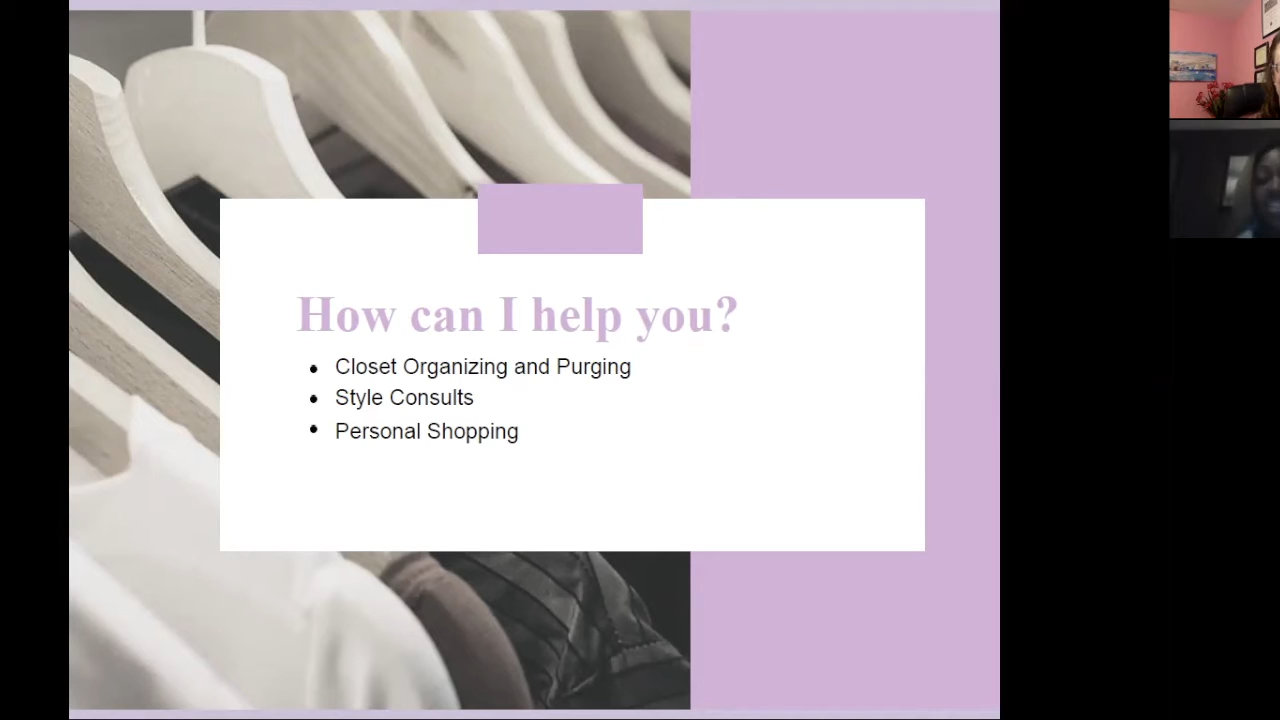 How can I help you?
Closet Organizing and Purging
Style Consults
Personal Shopping